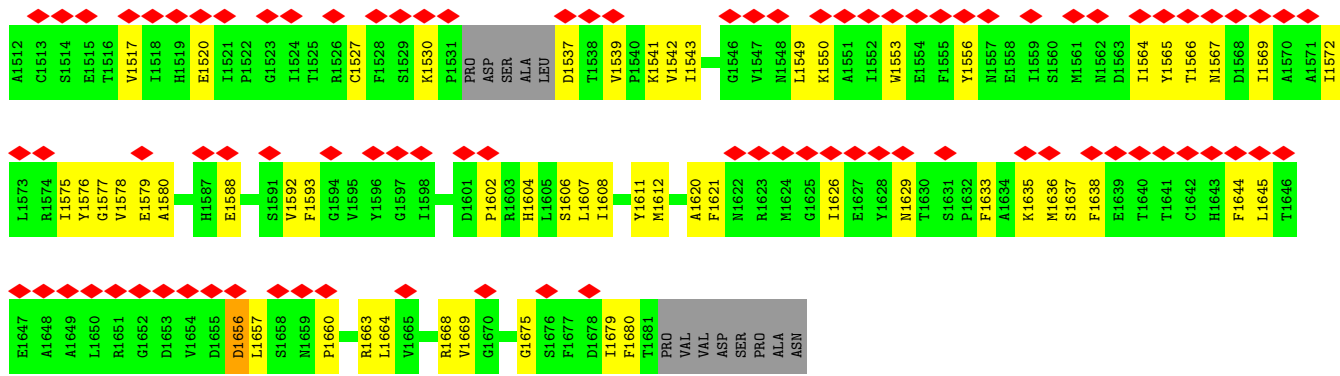 A1512 C1513 S1514 E1515 T1516 V1517 I1518 H1519 E1520 I1521 P1522 G1523 I1524 T1525 R1526 C1527 F1528 S1529 K1530 P1531 PRO ASP SER ALA LEU D1537 T1538 V1539 P1540 K1541 V1542 I1543 G1546 V1547 N1548 L1549 K1550 A1551 I1552 W1553 E1554 F1555 Y1556 N1557 E1558 I1559 S1560 M1561 N1562 D1563 I1564 Y1565 T1566 N1567 D1568 I1569 A1570 A1571 I1572
L1573 R1574 I1575 Y1576 G1577 V1578 E1579 A1580 H1587 E1588 S1591 V1592 F1593 G1594 V1595 Y1596 G1597 I1598 D1601 P1602 R1603 H1604 L1605 S1606 L1607 I1608 Y1611 M1612 A1620 F1621 N1622 R1623 M1624 G1625 I1626 E1627 Y1628 N1629 T1630 S1631 P1632 F1633 A1634 K1635 M1636 S1637 F1638 E1639 T1640 T1641 C1642 H1643 F1644 L1645 T1646
E1647 A1648 A1649 L1650 R1651 G1652 D1653 V1654 D1655 D1656 L1657 S1658 N1659 P1660 R1663 L1664 V1665 R1668 V1669 G1670 G1675 S1676 F1677 D1678 I1679 F1680 T1681 PRO VAL VAL ASP SER PRO ALA ASN